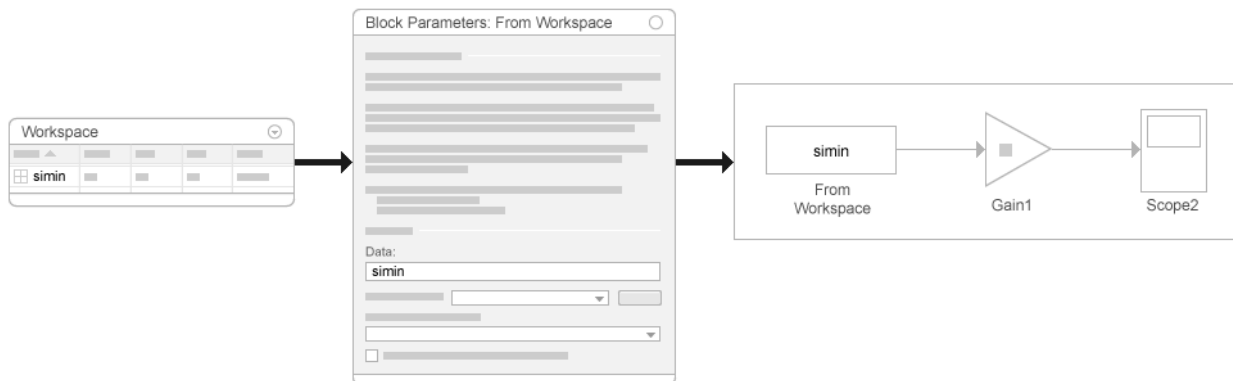 Workspace
simin
Block Parameters: From Workspace
Data:
simin
simin
From
Workspace
Gain1
Scope2